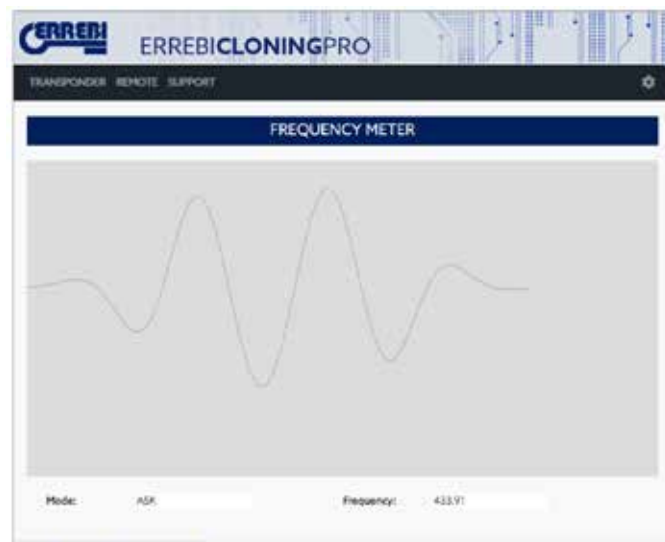 ERREBI
ERREBICLONINGPRO
TRANSPONDER REMOTE SUPPORT
FREQUENCY METER
Mode: ASK Frequency: 433.91